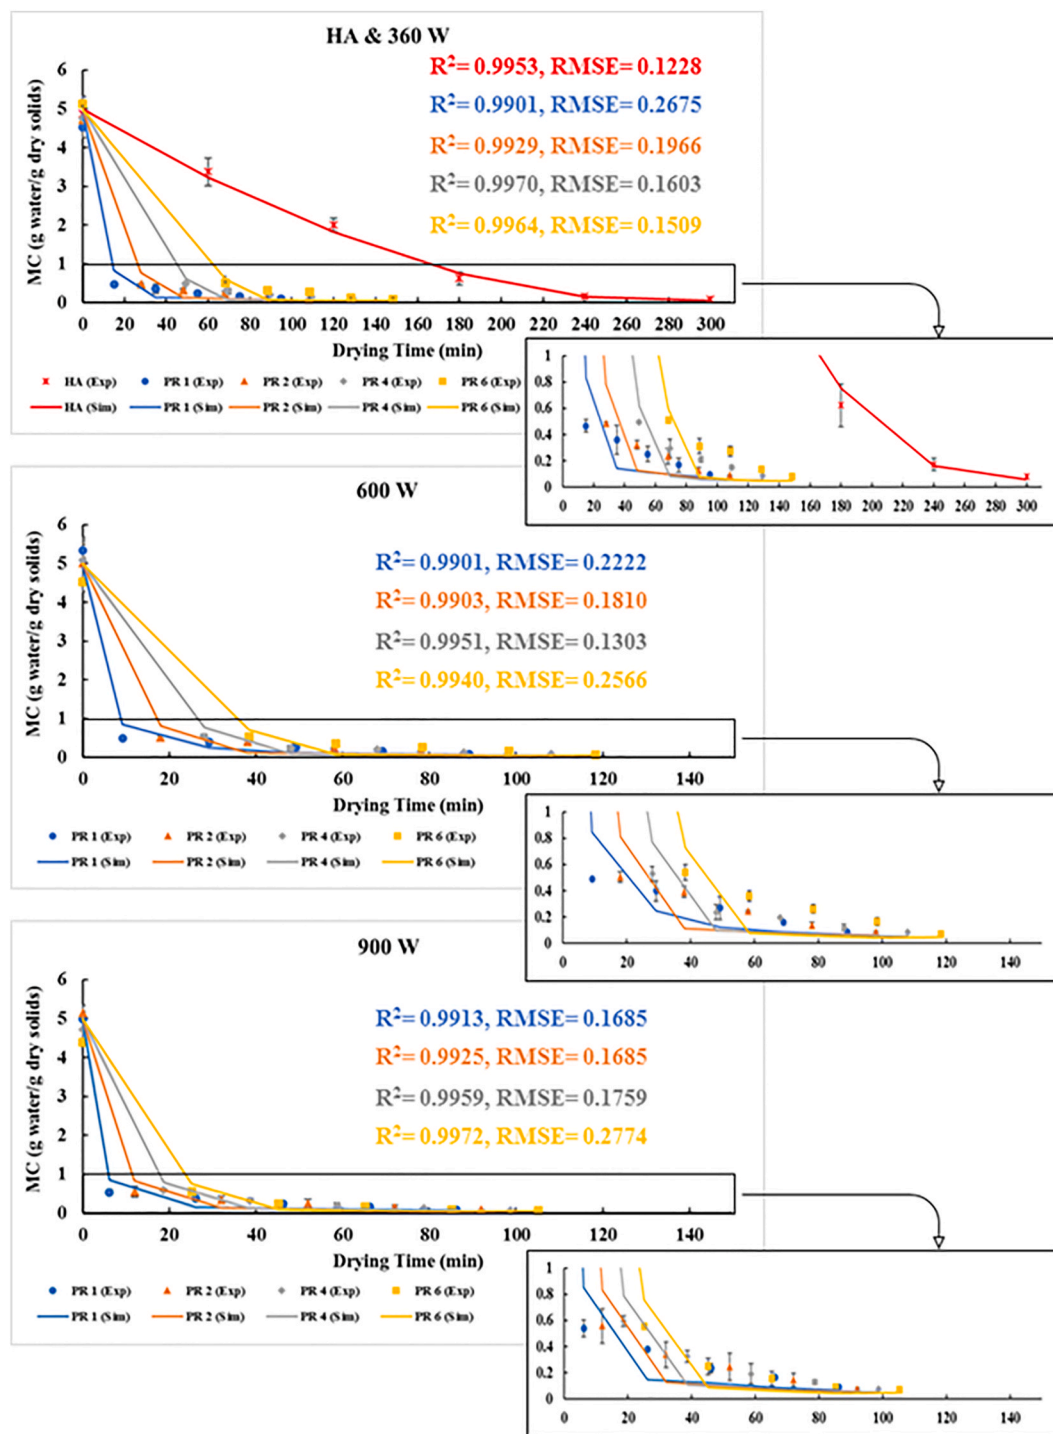 HA & 360 W
R²= 0.9953, RMSE= 0.1228
R²= 0.9901, RMSE= 0.2675
R²= 0.9929, RMSE= 0.1966
R²= 0.9970, RMSE= 0.1603
R²= 0.9964, RMSE= 0.1509
MC (g water/g dry solids)
6
5
4
3
2
1
0
0 20 40 60 80 100 120 140 160 180 200 220 240 260 280 300
Drying Time (min)
HA (Exp) PR 1 (Exp) PR 2 (Exp) PR 4 (Exp) PR 6 (Exp)
HA (Sim) PR 1 (Sim) PR 2 (Sim) PR 4 (Sim) PR 6 (Sim)
1
0.8
0.6
0.4
0.2
0
0 20 40 60 80 100 120 140 160 180 200 220 240 260 280 300
600 W
R²= 0.9901, RMSE= 0.2222
R²= 0.9903, RMSE= 0.1810
R²= 0.9951, RMSE= 0.1303
R²= 0.9940, RMSE= 0.2566
MC (g water/g dry solids)
6
5
4
3
2
1
0
0 20 40 60 80 100 120 140
Drying Time (min)
PR 1 (Exp) PR 2 (Exp) PR 4 (Exp) PR 6 (Exp)
PR 1 (Sim) PR 2 (Sim) PR 4 (Sim) PR 6 (Sim)
1
0.8
0.6
0.4
0.2
0
0 20 40 60 80 100 120 140
900 W
R²= 0.9913, RMSE= 0.1685
R²= 0.9925, RMSE= 0.1685
R²= 0.9959, RMSE= 0.1759
R²= 0.9972, RMSE= 0.2774
MC (g water/g dry solids)
6
5
4
3
2
1
0
0 20 40 60 80 100 120 140
Drying Time (min)
PR 1 (Exp) PR 2 (Exp) PR 4 (Exp) PR 6 (Exp)
PR 1 (Sim) PR 2 (Sim) PR 4 (Sim) PR 6 (Sim)
1
0.8
0.6
0.4
0.2
0
0 20 40 60 80 100 120 140